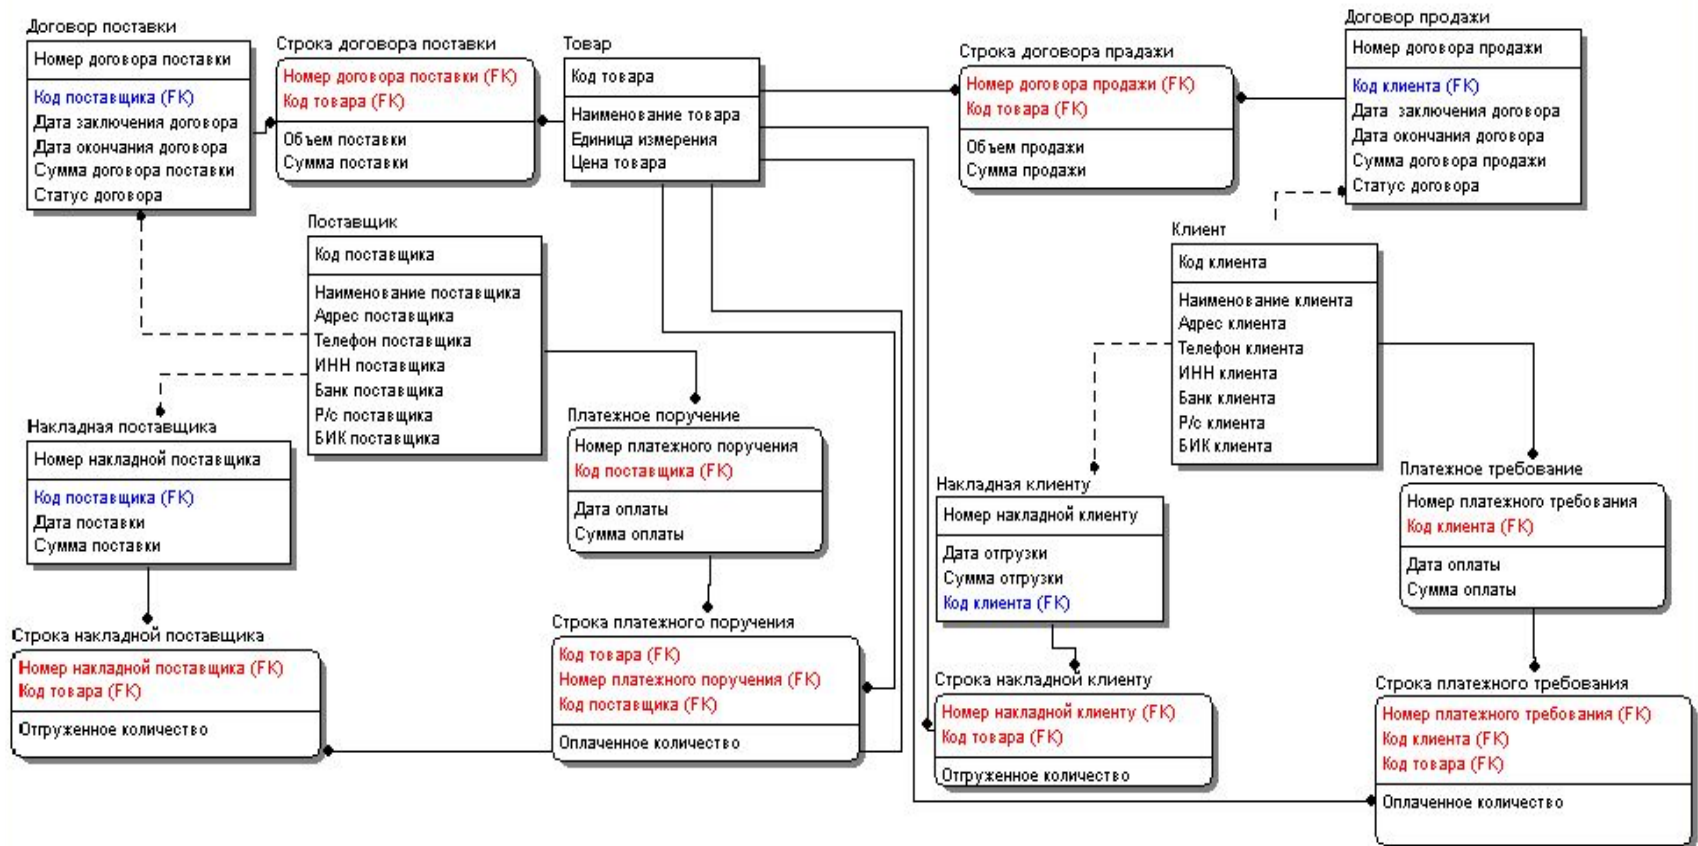 Договор поставки
Номер договора поставки
Код поставщика (FK)
Дата заключения договора
Дата окончания договора
Сумма договора поставки
Статус договора
Строка договора поставки
Номер договора поставки (FK)
Код товара (FK)
Объем поставки
Сумма поставки
Товар
Код товара
Наименование товара
Единица измерения
Цена товара
Строка договора прадажи
Номер договора продажи (FK)
Код товара (FK)
Объем продажи
Сумма продажи
Договор продажи
Номер договора продажи
Код клиента (FK)
Дата заключения договора
Дата окончания договора
Сумма договора продажи
Статус договора
Поставщик
Код поставщика
Наименование поставщика
Адрес поставщика
Телефон поставщика
ИНН поставщика
Банк поставщика
Р/с поставщика
БИК поставщика
Клиент
Код клиента
Наименование клиента
Адрес клиента
Телефон клиента
ИНН клиента
Банк клиента
Р/с клиента
БИК клиента
Накладная поставщика
Номер накладной поставщика
Код поставщика (FK)
Дата поставки
Сумма поставки
Платежное поручение
Номер платежного поручения
Код поставщика (FK)
Дата оплаты
Сумма оплаты
Накладная клиенту
Номер накладной клиенту
Дата отгрузки
Сумма отгрузки
Код клиента (FK)
Платежное требование
Номер платежного требования
Код клиента (FK)
Дата оплаты
Сумма оплаты
Строка накладной поставщика
Номер накладной поставщика (FK)
Код товара (FK)
Отгруженное количество
Строка платежного поручения
Код товара (FK)
Номер платежного поручения (FK)
Код поставщика (FK)
Оплаченное количество
Строка накладной клиенту
Номер накладной клиенту (FK)
Код товара (FK)
Отгруженное количество
Строка платежного требования
Номер платежного требования (FK)
Код клиента (FK)
Код товара (FK)
Оплаченное количество